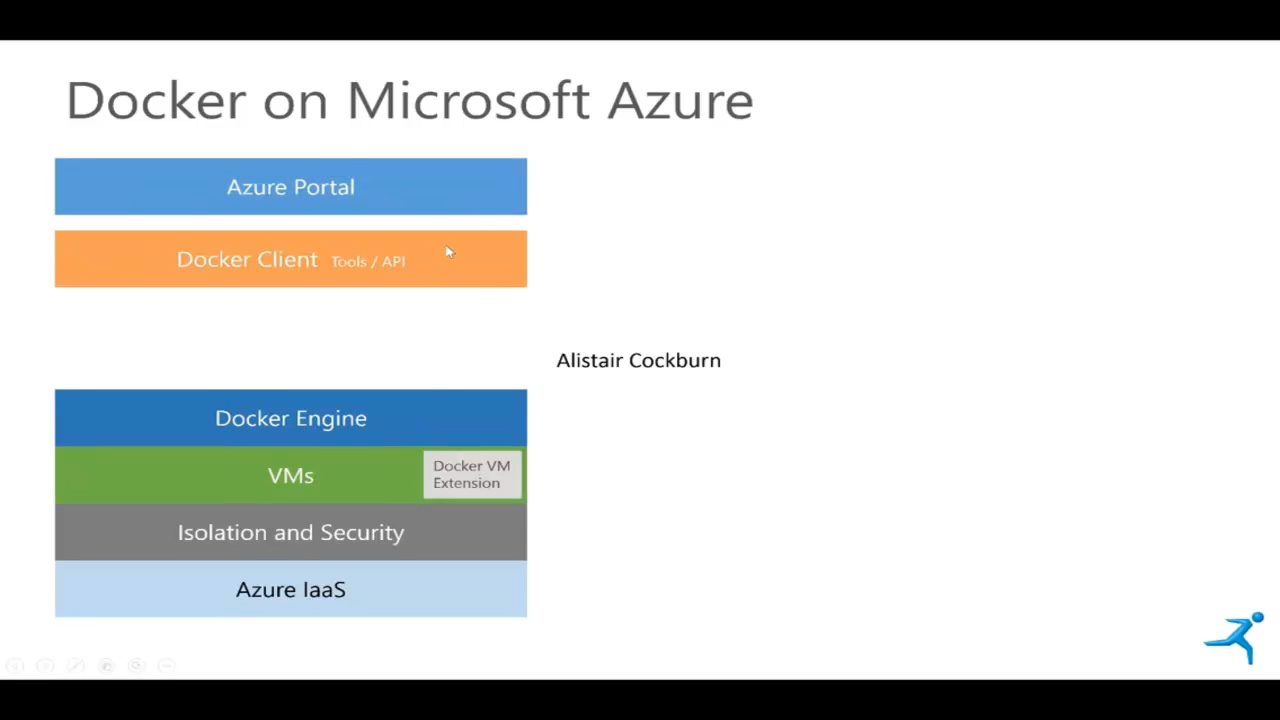 Docker on Microsoft Azure
Azure Portal
Docker Client Tools / API
Alistair Cockburn
Docker Engine
VMs
Docker VM
Extension
Isolation and Security
Azure IaaS